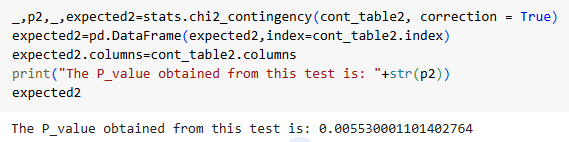 _,p2,_,expected2=stats.chi2_contingency(cont_table2, correction = True)
expected2=pd.DataFrame(expected2,index=cont_table2.index)
expected2.columns=cont_table2.columns
print("The P_value obtained from this test is: "+str(p2))
expected2
The P_value obtained from this test is: 0.005530001101402764